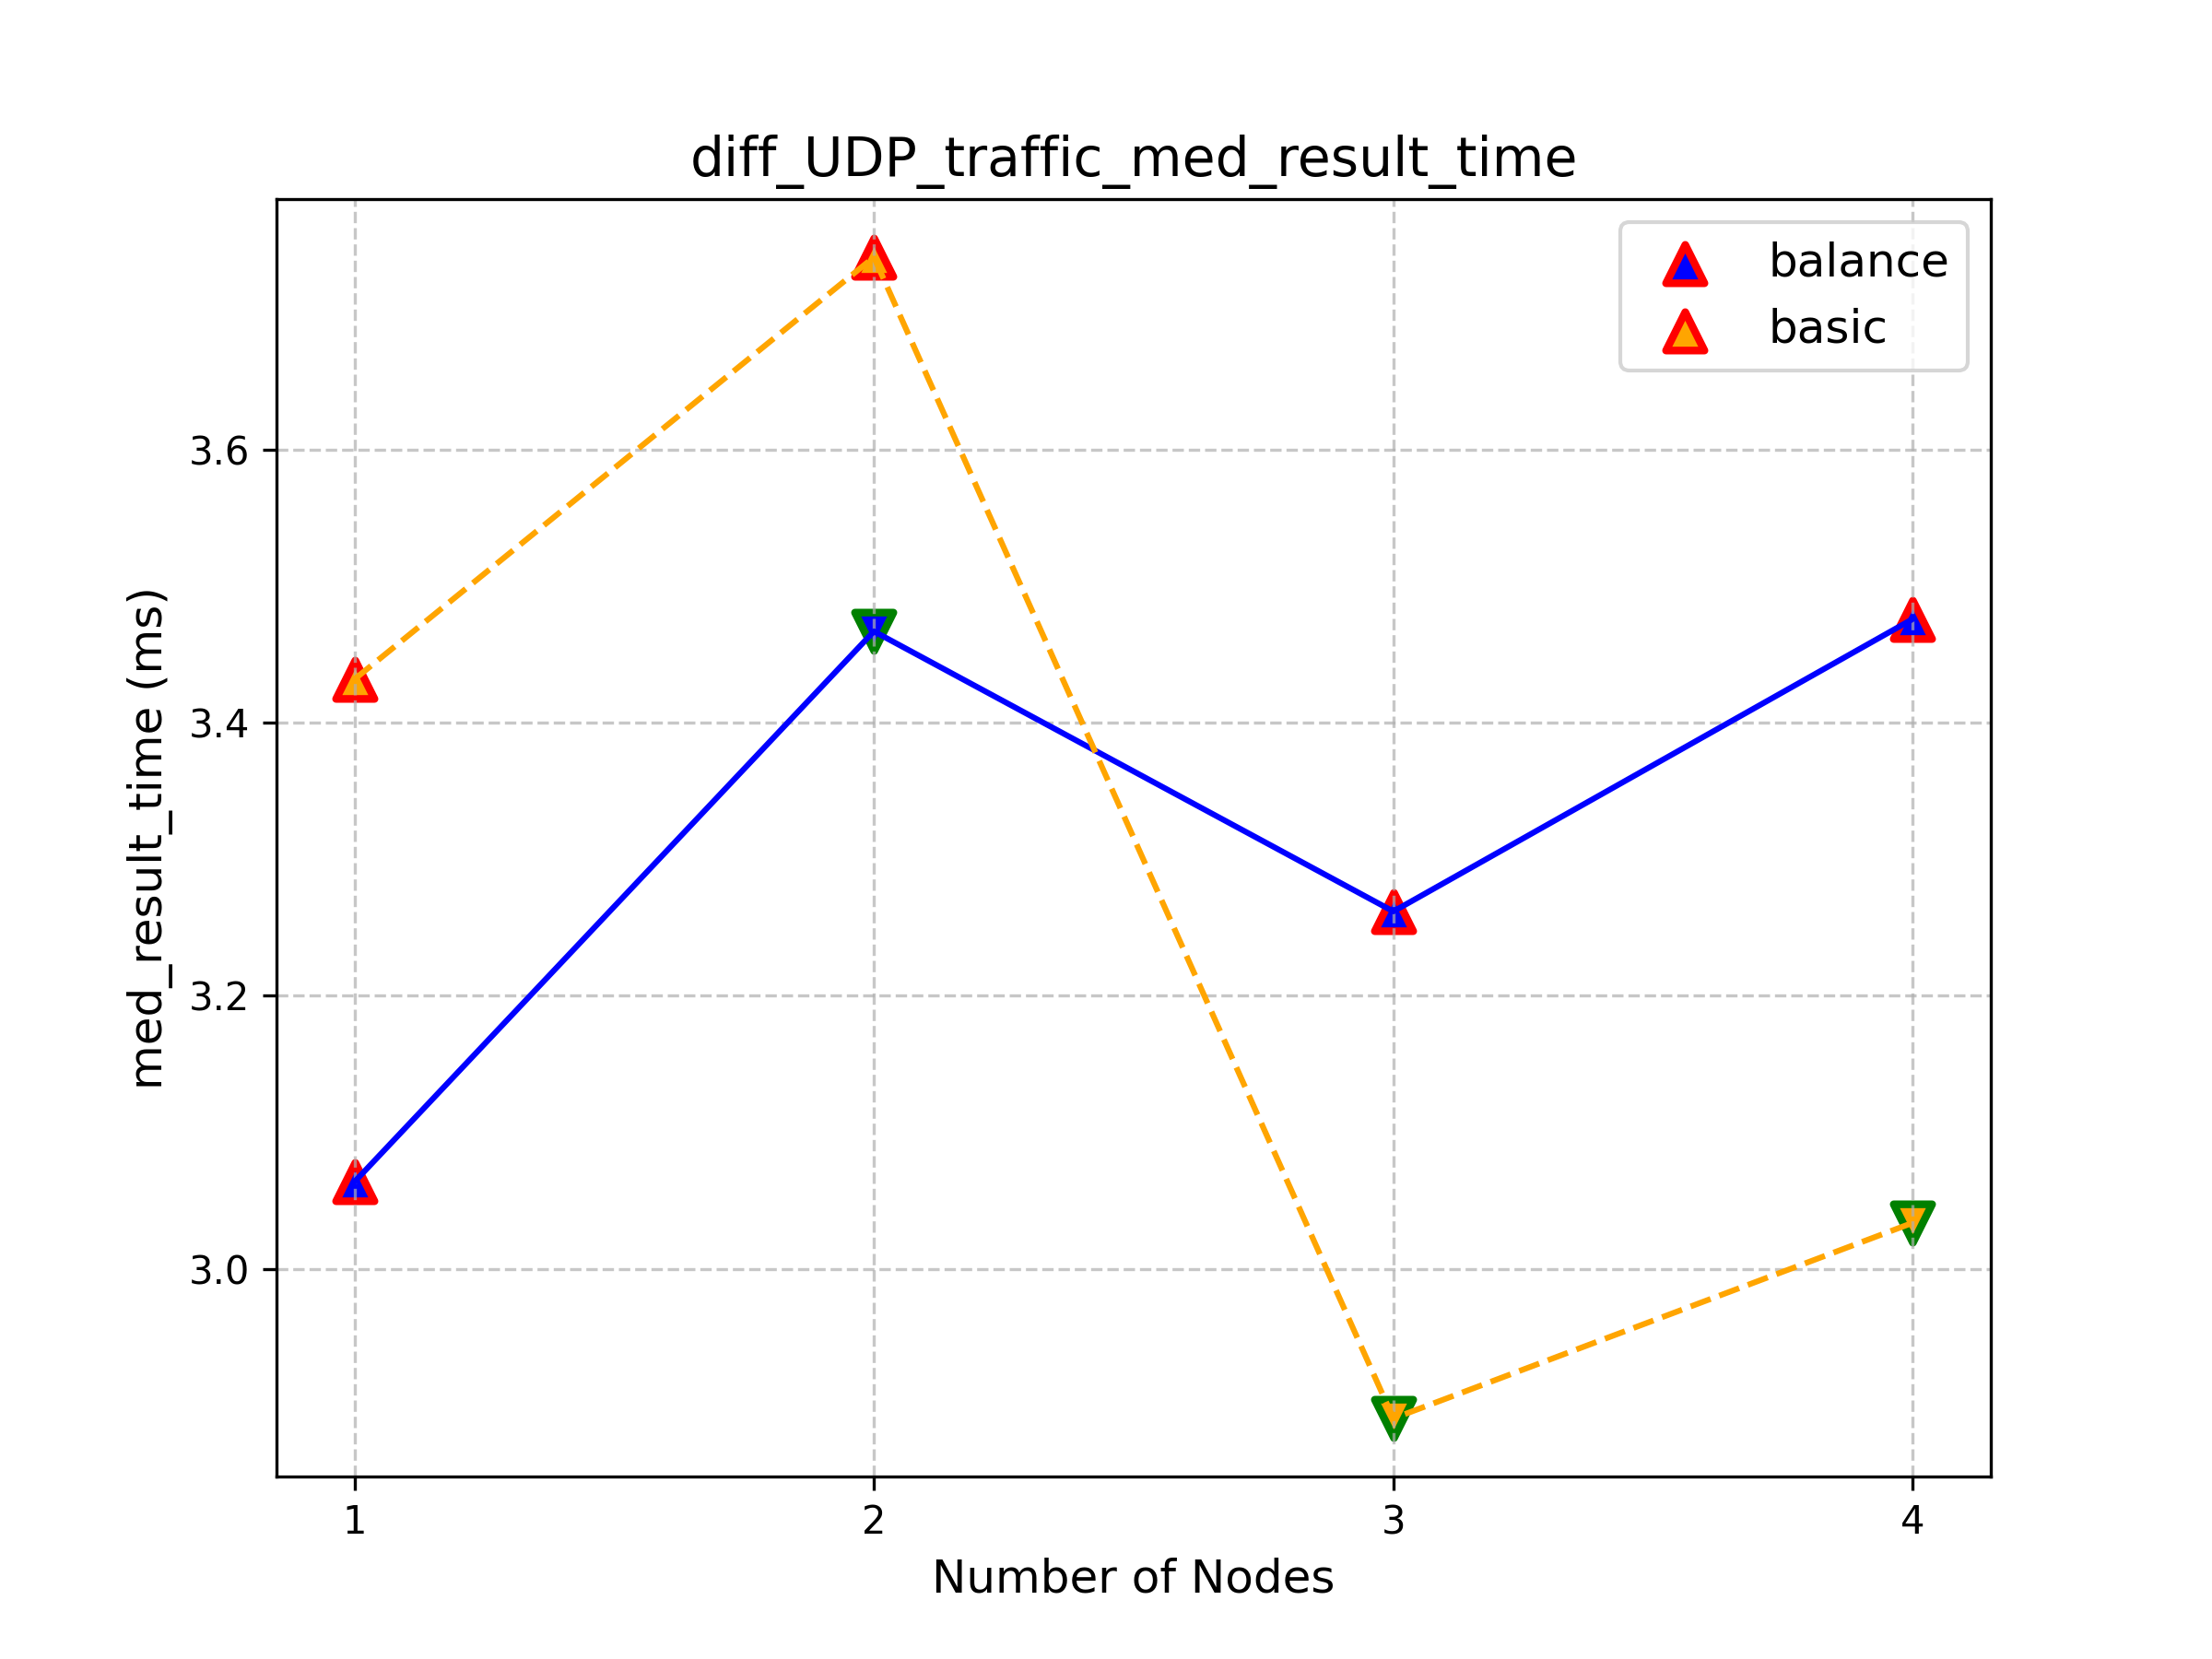 diff_UDP_traffic_med_result_time
balance
basic
med_result_time (ms)
3.6
3.4
3.2
3.0
1 2 3 4
Number of Nodes